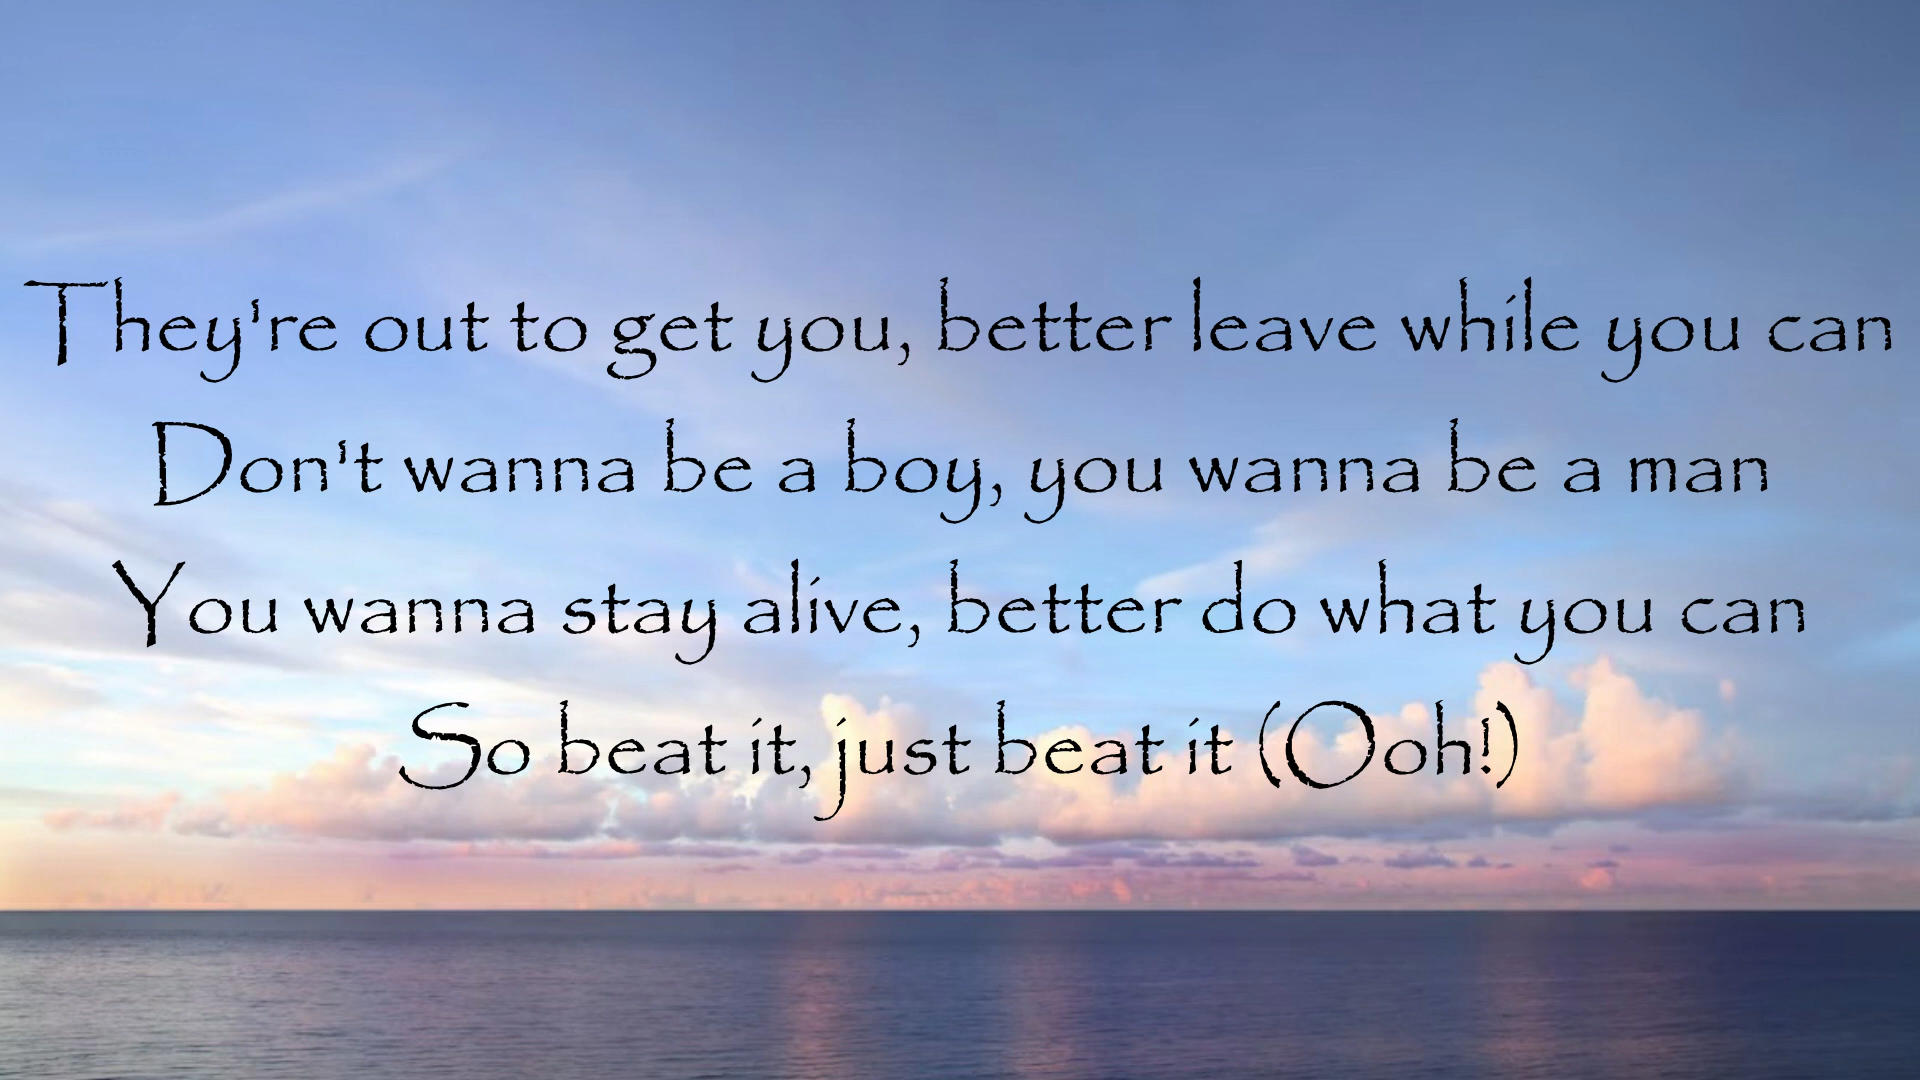 They're out to get you, better leave while you can
Don't wanna be a boy, you wanna be a man
You wanna stay alive, better do what you can
So beat it, just beat it (Ooh!)